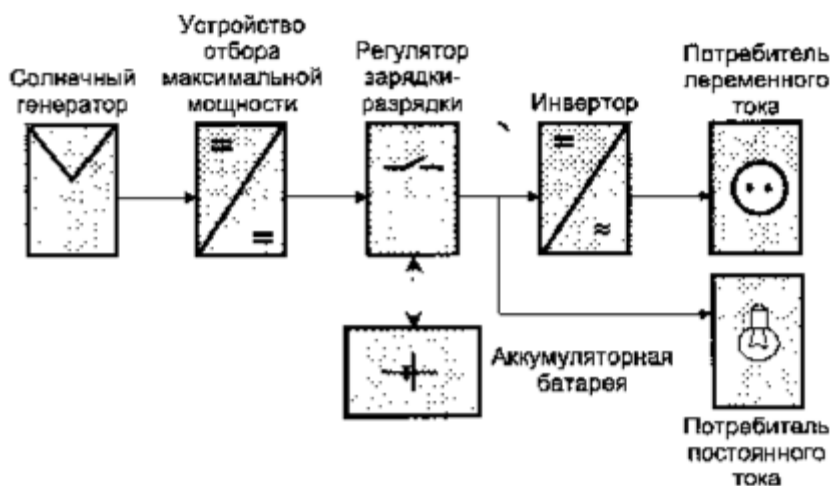 Солнечный
генератор
Устройство
отбора
максимальной
мощности
Регулятор
зарядки-
разрядки
Инвертор
Потребитель
переменного
тока
Аккумуляторная
батарея
Потребитель
постоянного
тока